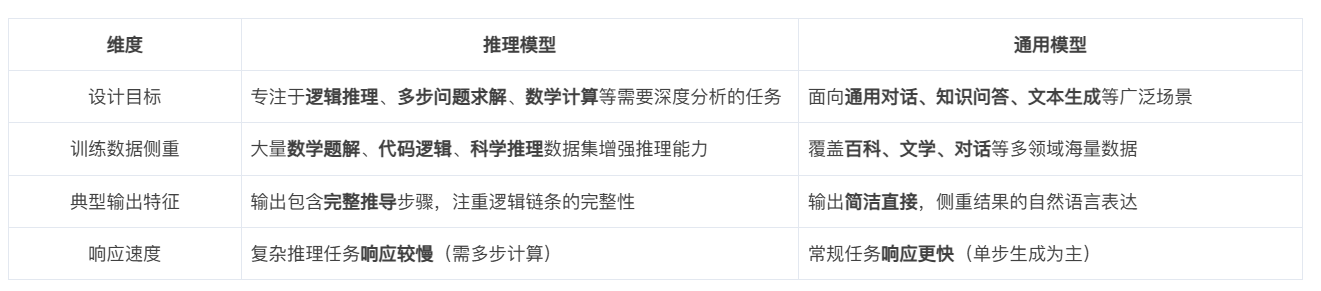 维度 推理模型 通用模型
设计目标 专注于逻辑推理、多步问题求解、数学计算等需要深度分析的任务 面向通用对话、知识问答、文本生成等广泛场景
训练数据侧重 大量数学题解、代码逻辑、科学推理数据集增强推理能力 覆盖百科、文学、对话等多领域海量数据
典型输出特征 输出包含完整推导步骤，注重逻辑链条的完整性 输出简洁直接，侧重结果的自然语言表达
响应速度 复杂推理任务响应较慢（需多步计算） 常规任务响应更快（单步生成为主）